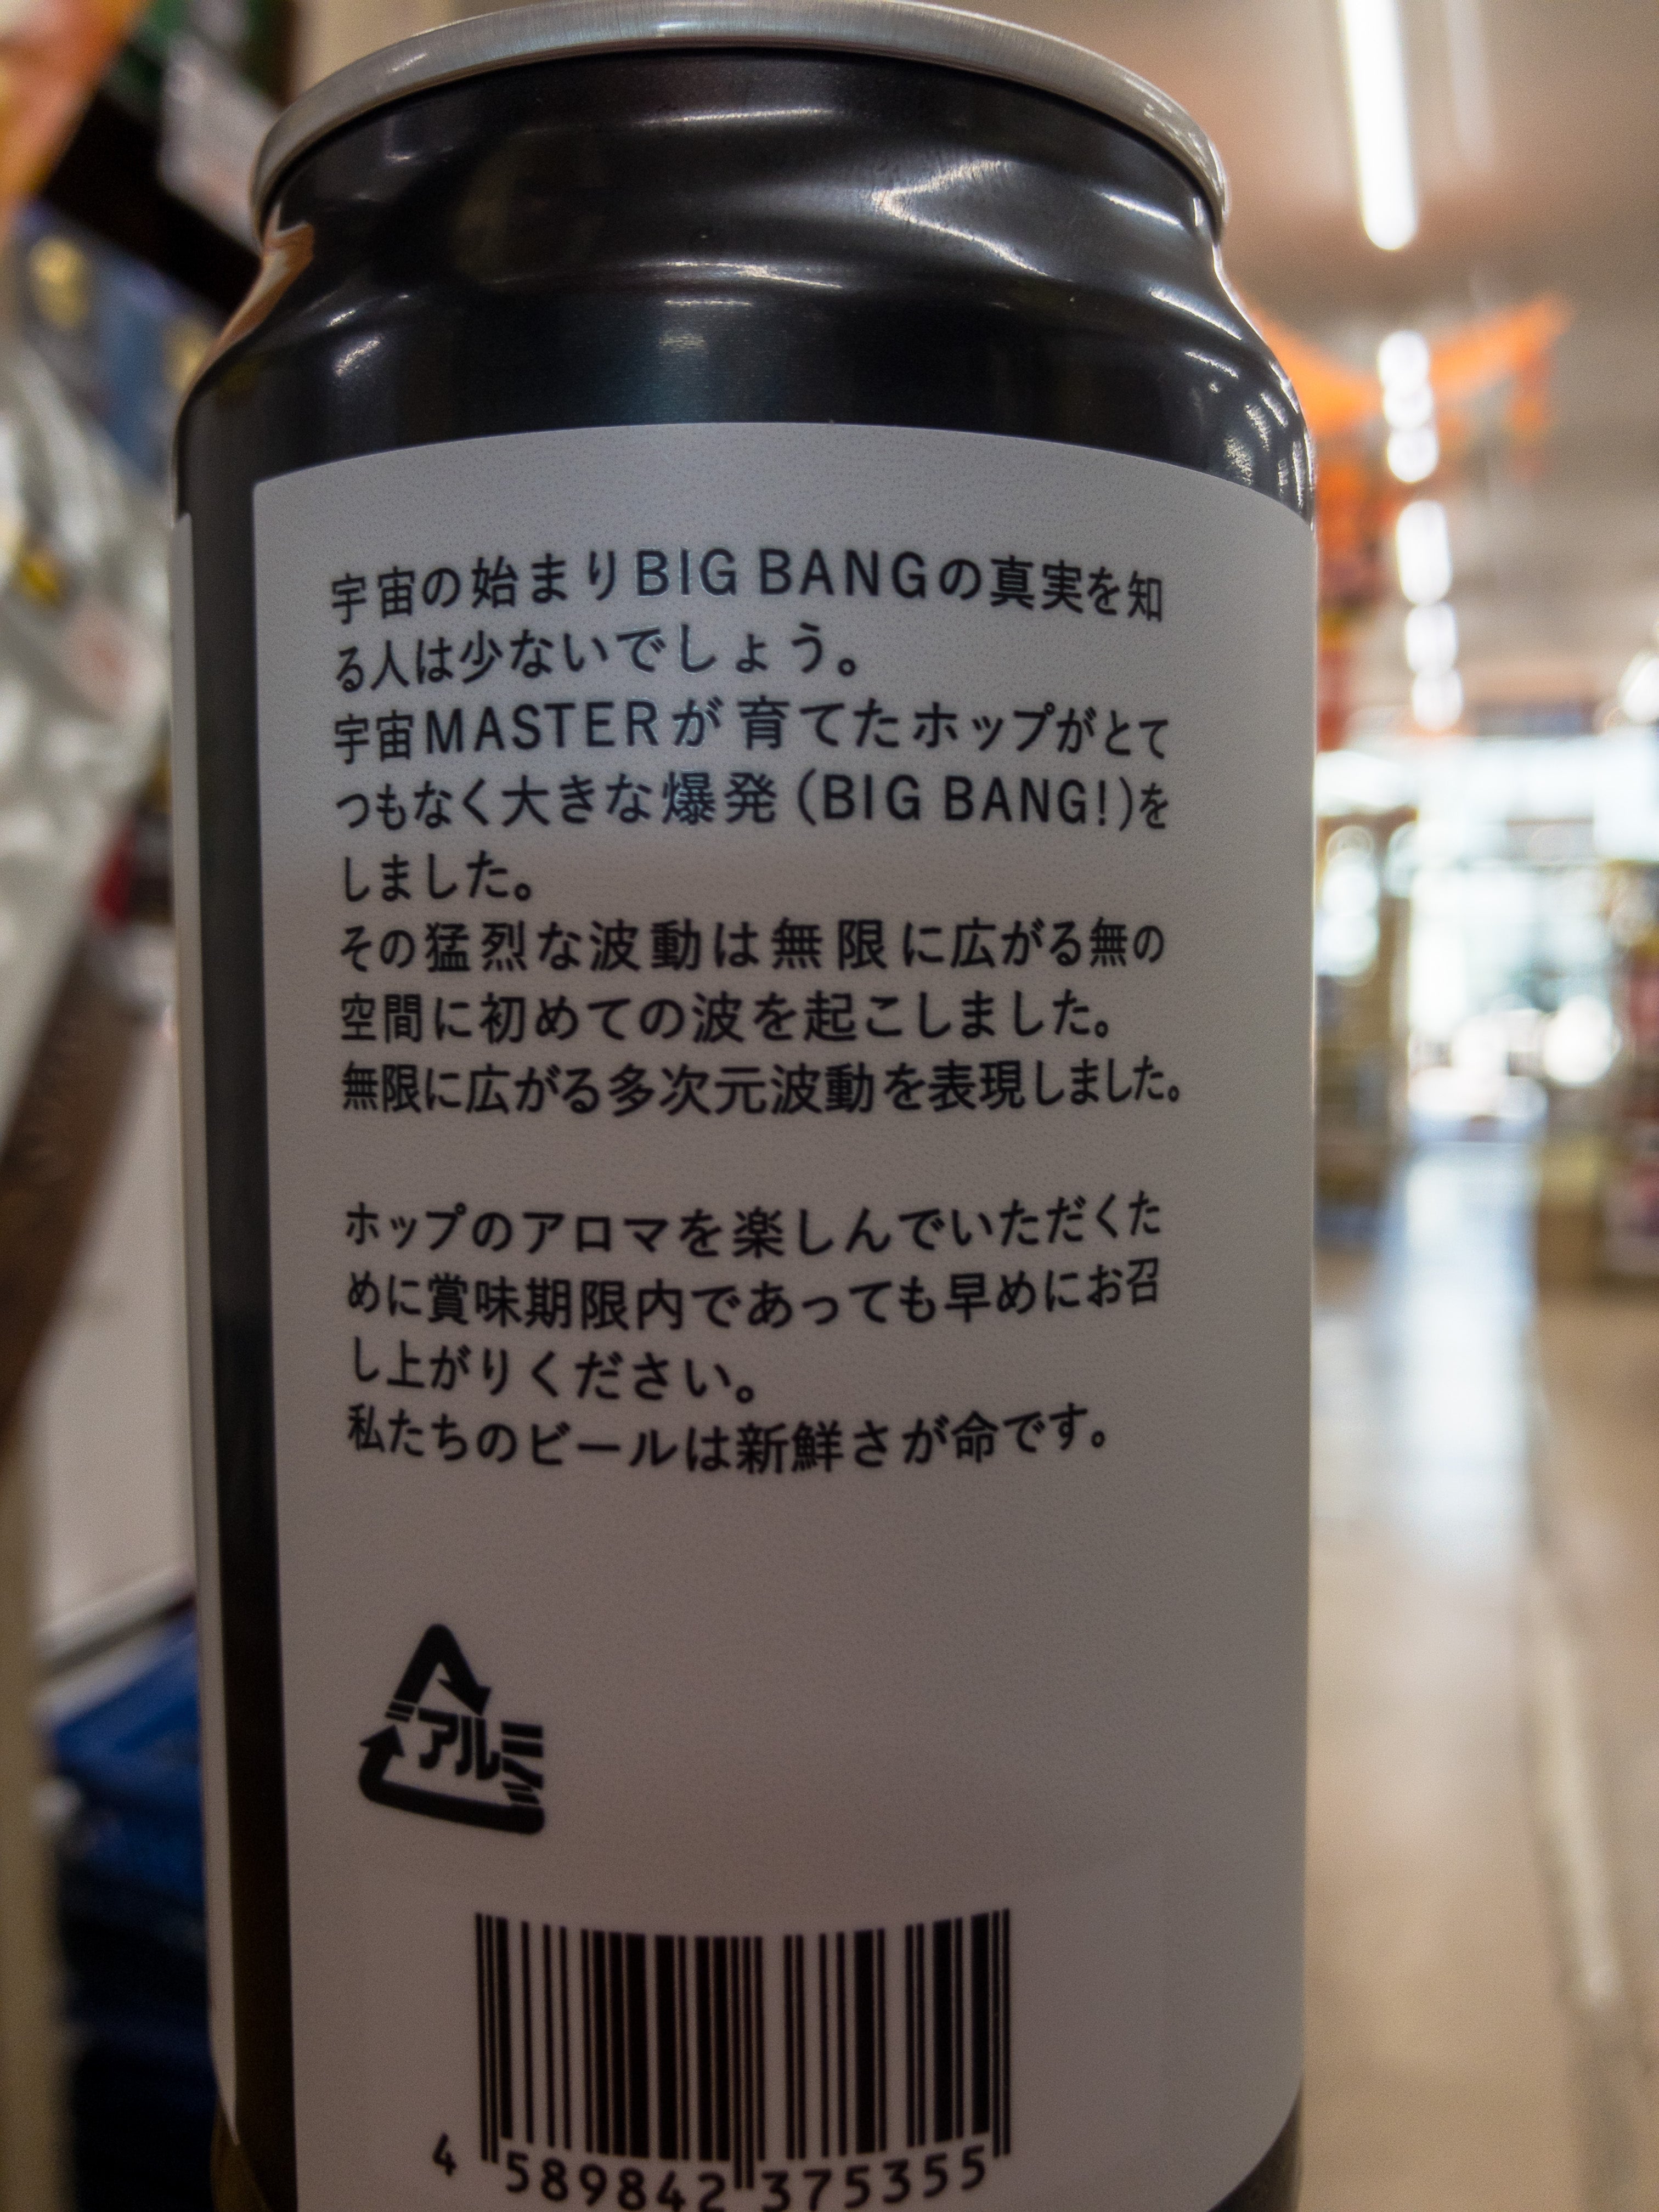 宇宙の始まりBIG BANGの真実を知
る人は少ないでしょう。
宇宙MASTERが育てたホップがとて
つもなく大きな爆発(BIG BANG!)を
しました。
その猛烈な波動は無限に広がる無の
空間に初めての波を起こしました。
無限に広がる多次元波動を表現しました。
ホップのアロマを楽しんでいただくた
めに賞味期限内であっても早めにお召
し上がりください。
私たちのビールは新鮮さが命です。
アルミ
4 589842 375355